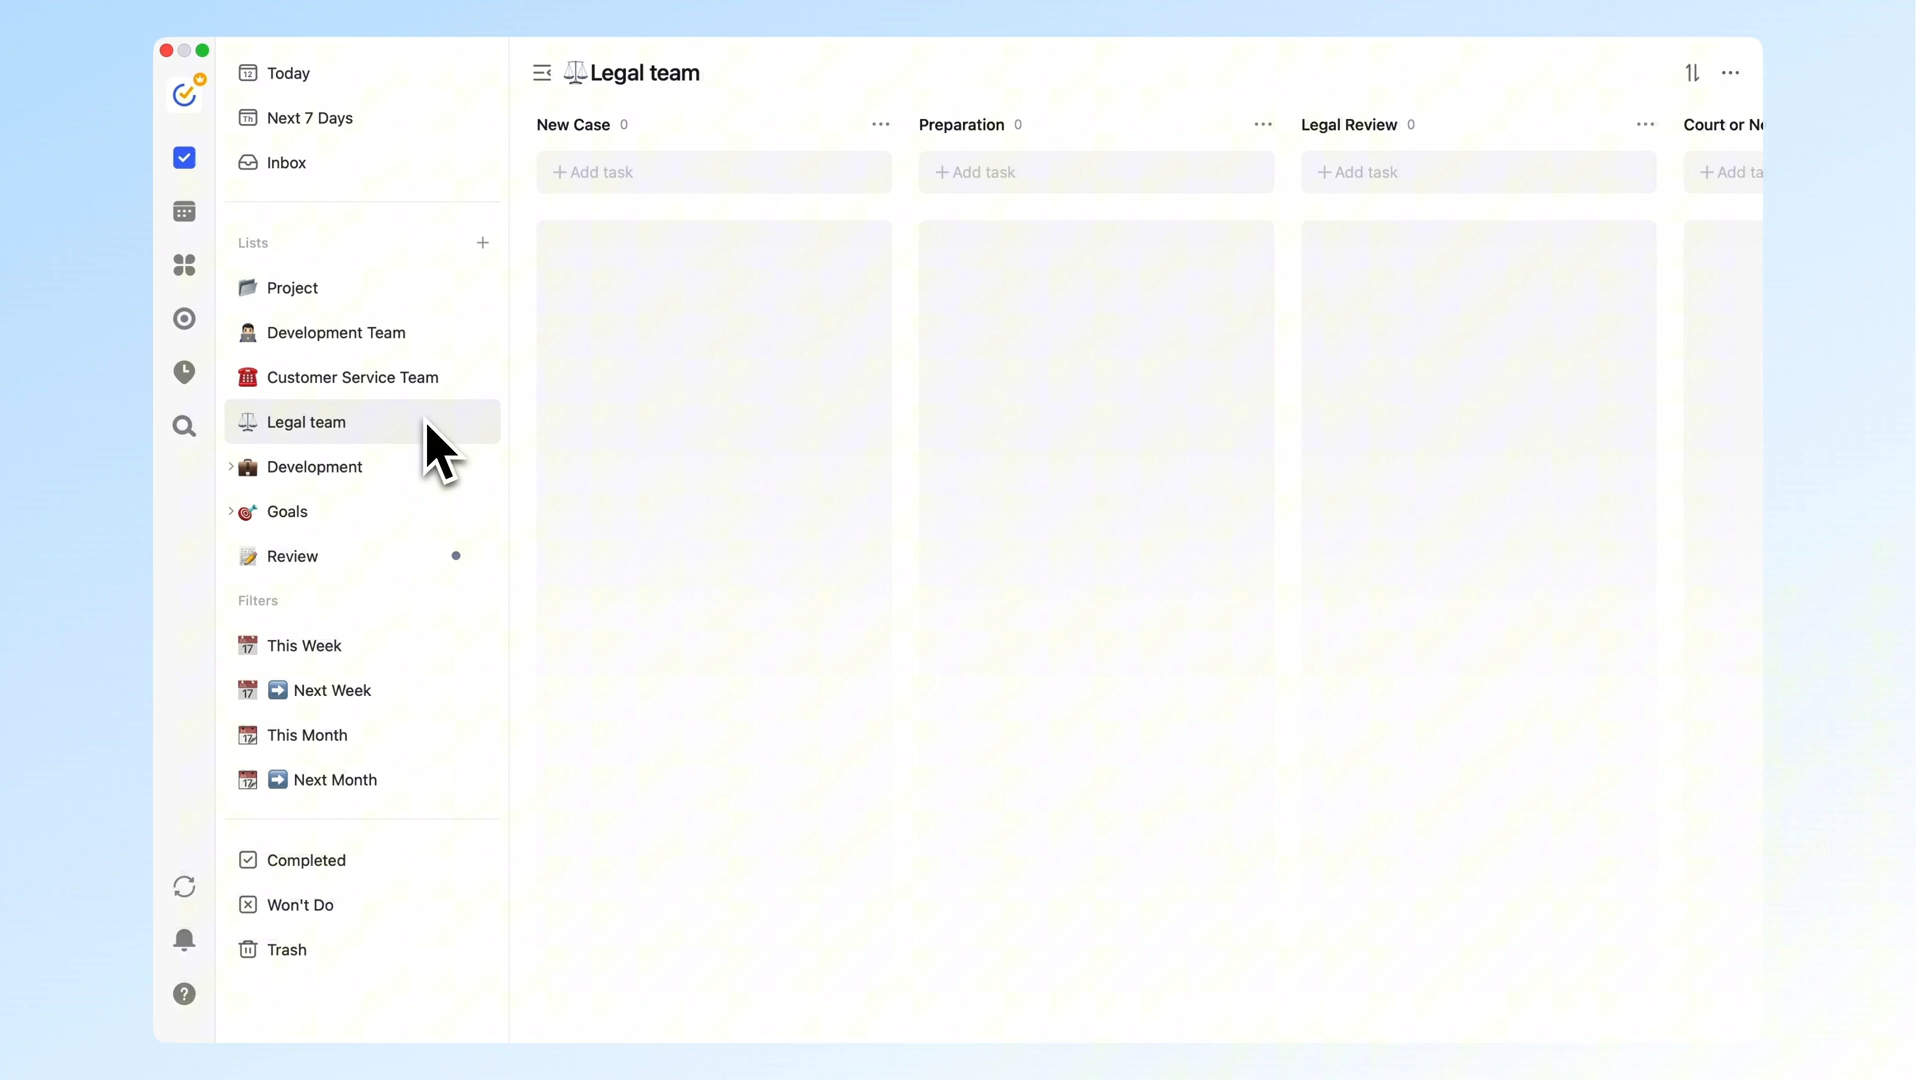 Today
Next 7 Days
Inbox
Lists
Project
Development Team
Customer Service Team
Legal team
Development
Goals
Review
Filters
This Week
Next Week
This Month
Next Month
Completed
Won't Do
Trash
Legal team
New Case 0
Add task
Preparation 0
Add task
Legal Review 0
Add task
Court or
Add